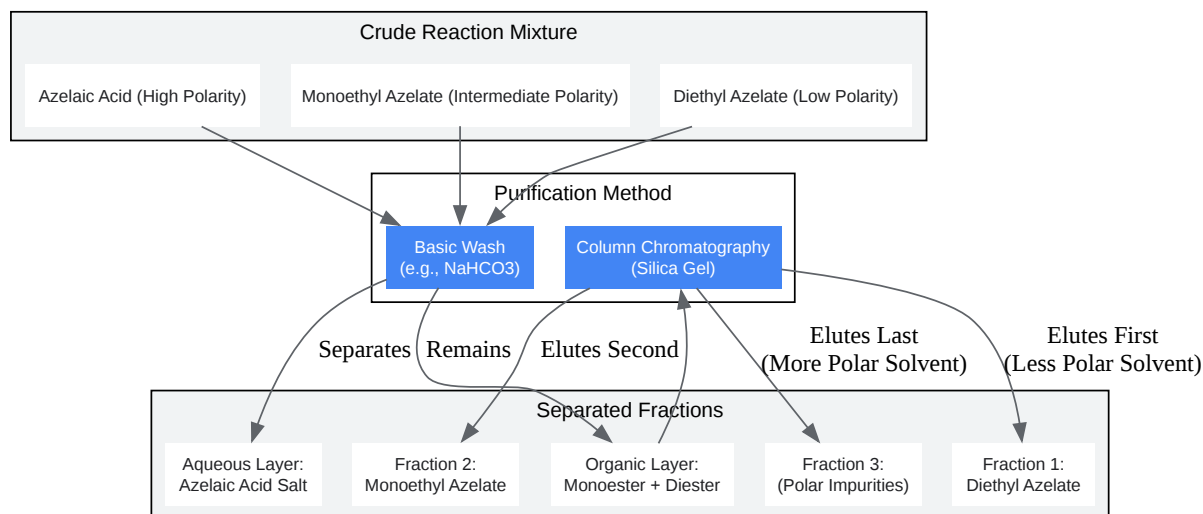 Crude Reaction Mixture
Azelaic Acid (High Polarity)
Monoethyl Azelate (Intermediate Polarity)
Diethyl Azelate (Low Polarity)
Purification Method
Basic Wash
(e.g., NaHCO3)
Column Chromatography
(Silica Gel)
Separates
Remains
Elutes Second
Elutes Last
(More Polar Solvent)
Elutes First
(Less Polar Solvent)
Separated Fractions
Aqueous Layer:
Azelaic Acid Salt
Fraction 2:
Monoethyl Azelate
Organic Layer:
Monoester + Diester
Fraction 3:
(Polar Impurities)
Fraction 1:
Diethyl Azelate